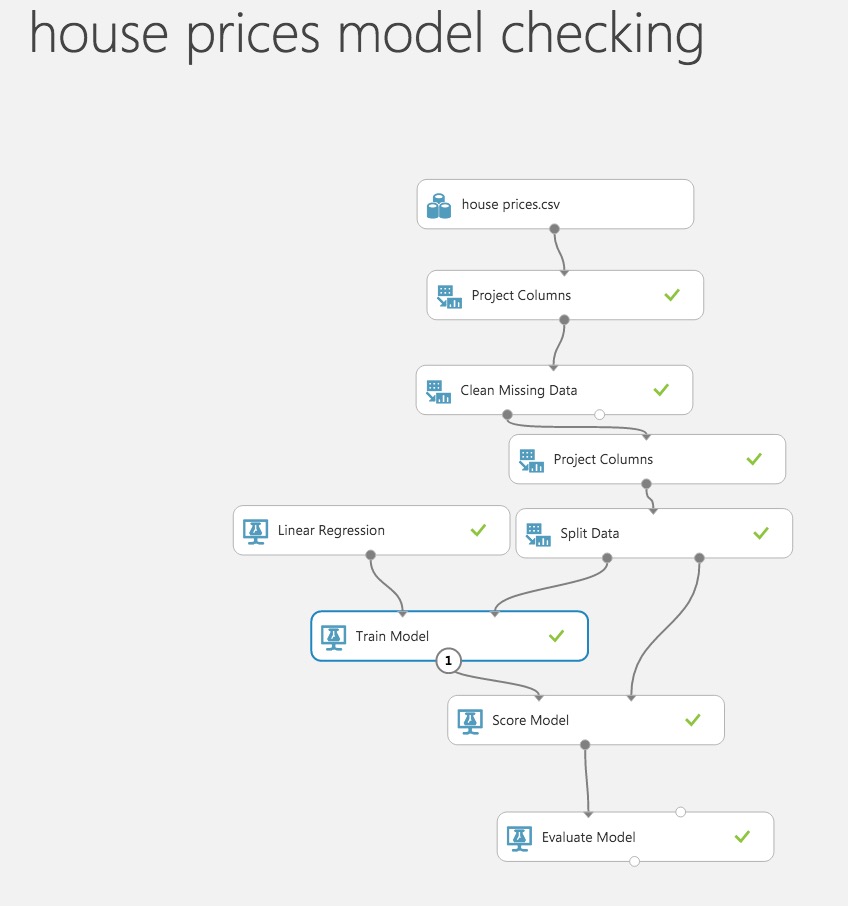 house prices model checking
house prices.csv
Project Columns
Clean Missing Data
Project Columns
Linear Regression
Split Data
Train Model
1
Score Model
Evaluate Model